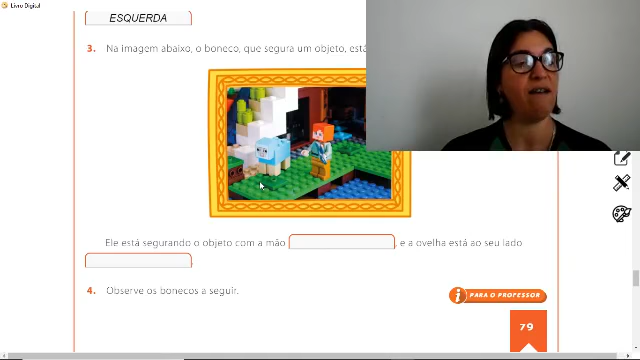 Livro Digital
ESQUERDA
3. Na imagem abaixo, o boneco, que segura um objeto, está
Ele está segurando o objeto com a mão
, e a ovelha está ao seu lado
.
4. Observe os bonecos a seguir.
PARA O PROFESSOR
79